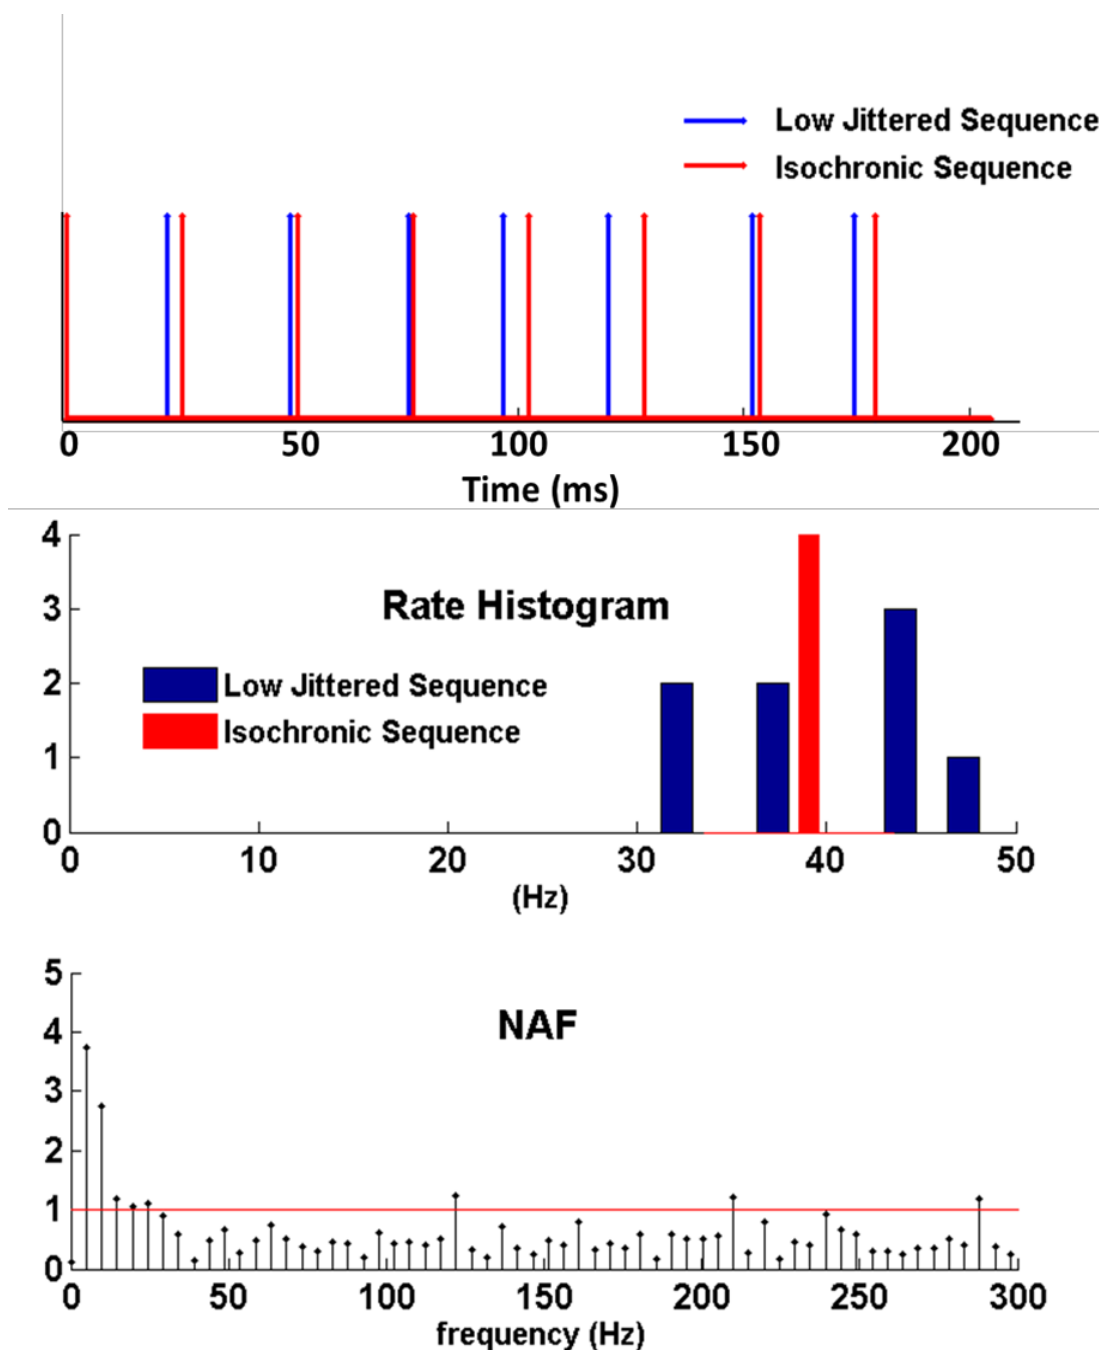 Low Jittered Sequence
Isochronic Sequence
0 50 100 150 200
Time (ms)
4
Rate Histogram
3
Low Jittered Sequence
2
Isochronic Sequence
1
0
0 10 20 30 40 50
(Hz)
5
NAF
4
3
2
1
0
0 50 100 150 200 250 300
frequency (Hz)